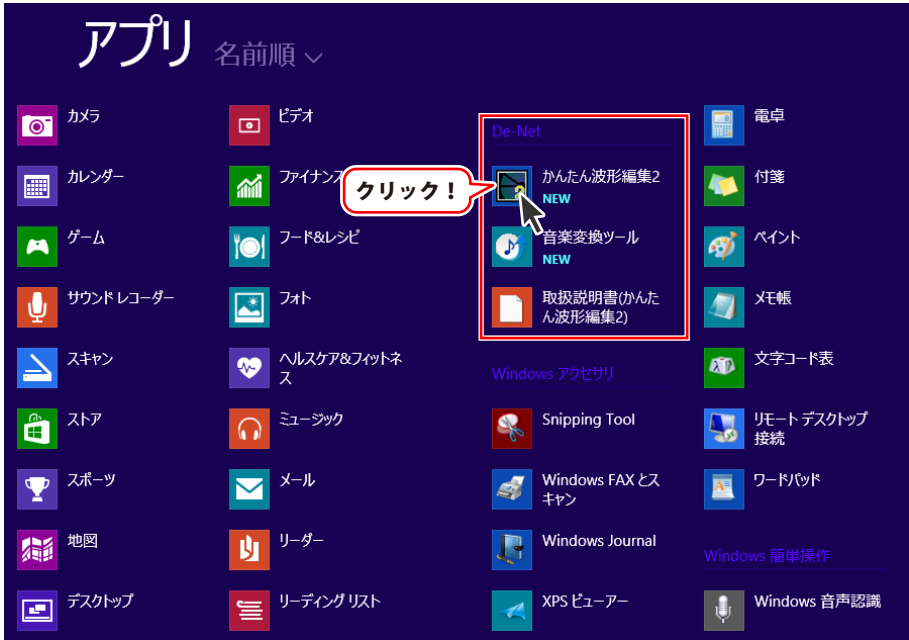 アプリ 名前順
カメラ
カレンダー
ゲーム
サウンド レコーダー
スキャン
ストア
スポーツ
地図
デスクトップ
ビデオ
ファイナンス
クリック！
フード&レシピ
フォト
ヘルスケア&フィットネ
ス
ミュージック
メール
リーダー
リーディング リスト
De-Net
かんたん波形編集2
NEW
音楽変換ツール
NEW
取扱説明書(かんた
ん波形編集2)
Windows アクセサリ
Snipping Tool
Windows FAX とス
キャン
Windows Journal
XPS ビューアー
電卓
付箋
ペイント
メモ帳
文字コード表
リモート デスクトップ
接続
ワードパッド
Windows 簡単操作
Windows 音声認識